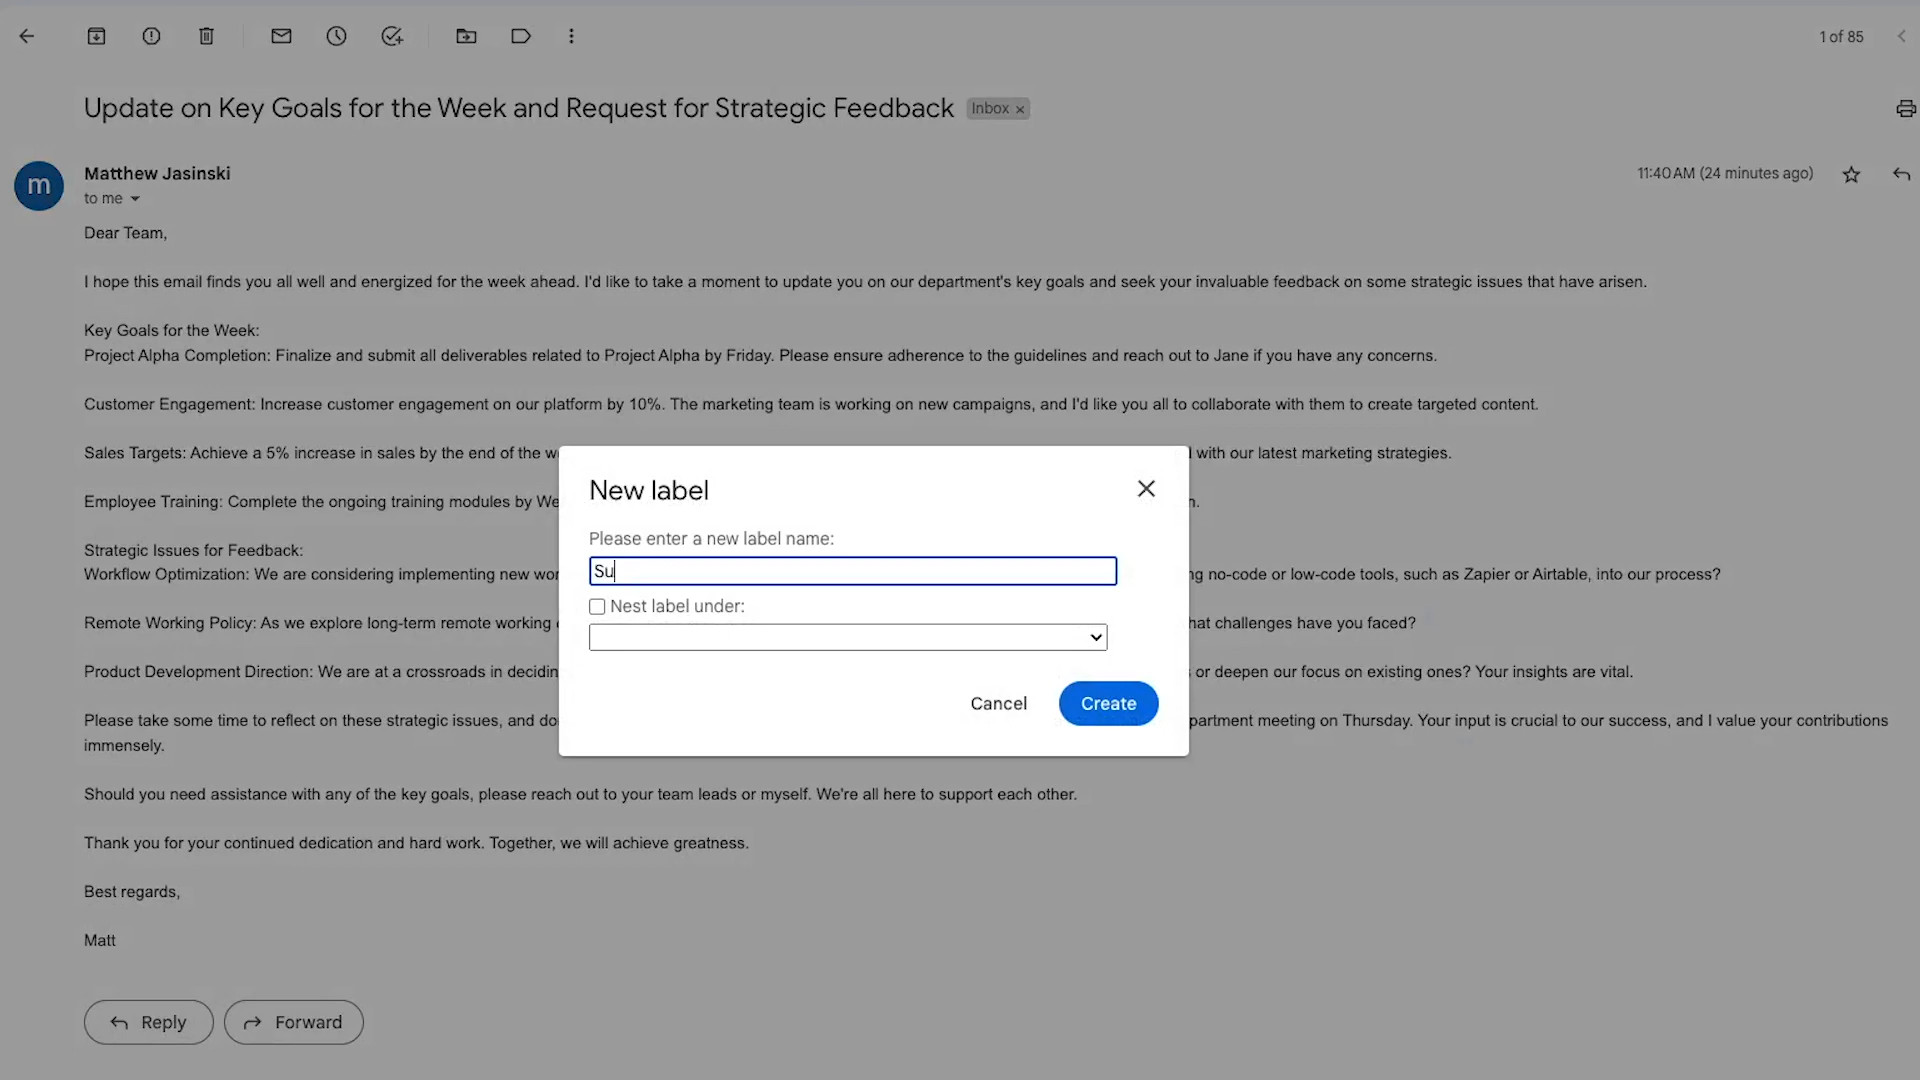 1 of 85
Update on Key Goals for the Week and Request for Strategic Feedback Inbox ×
m
Matthew Jasinski
11:40 AM (24 minutes ago)
to me
Dear Team,
I hope this email finds you all well and energized for the week ahead. I'd like to take a moment to update you on our department's key goals and seek your invaluable feedback on some strategic issues that have arisen.
Key Goals for the Week:
Project Alpha Completion: Finalize and submit all deliverables related to Project Alpha by Friday. Please ensure adherence to the guidelines and reach out to Jane if you have any concerns.
Customer Engagement: Increase customer engagement on our platform by 10%. The marketing team is working on new campaigns, and I'd like you all to collaborate with them to create targeted content.
Sales Targets: Achieve a 5% increase in sales by the end of the w
with our latest marketing strategies.
Employee Training: Complete the ongoing training modules by We
n.
Strategic Issues for Feedback:
Workflow Optimization: We are considering implementing new wor
ng no-code or low-code tools, such as Zapier or Airtable, into our process?
Remote Working Policy: As we explore long-term remote working
hat challenges have you faced?
Product Development Direction: We are at a crossroads in decidin
or deepen our focus on existing ones? Your insights are vital.
Please take some time to reflect on these strategic issues, and do
partment meeting on Thursday. Your input is crucial to our success, and I value your contributions
immensely.
Should you need assistance with any of the key goals, please reach out to your team leads or myself. We're all here to support each other.
Thank you for your continued dedication and hard work. Together, we will achieve greatness.
Best regards,
Matt
Reply
Forward
New label
Please enter a new label name:
Su
Nest label under:
Cancel
Create